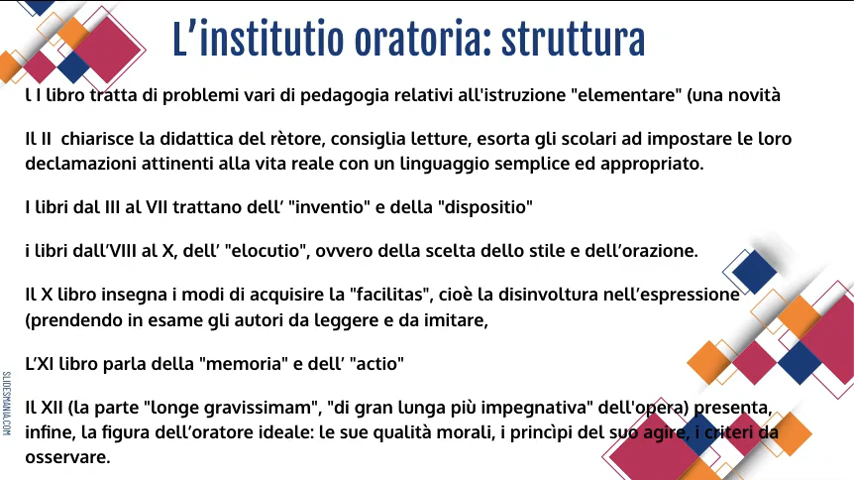 L’institutio oratoria: struttura
l I libro tratta di problemi vari di pedagogia relativi all'istruzione "elementare" (una novità
Il II  chiarisce la didattica del rètore, consiglia letture, esorta gli scolari ad impostare le loro
declamazioni attinenti alla vita reale con un linguaggio semplice ed appropriato.
I libri dal III al VII trattano dell’ "inventio" e della "dispositio"
i libri dall’VIII al X, dell’ "elocutio", ovvero della scelta dello stile e dell’orazione.
Il X libro insegna i modi di acquisire la "facilitas", cioè la disinvoltura nell’espressione
(prendendo in esame gli autori da leggere e da imitare,
L’XI libro parla della "memoria" e dell’ "actio"
Il XII (la parte "longe gravissimam", "di gran lunga più impegnativa" dell'opera) presenta,
infine, la figura dell’oratore ideale: le sue qualità morali, i princìpi del suo agire, i criteri da
osservare.
SLIDESMANIA.COM